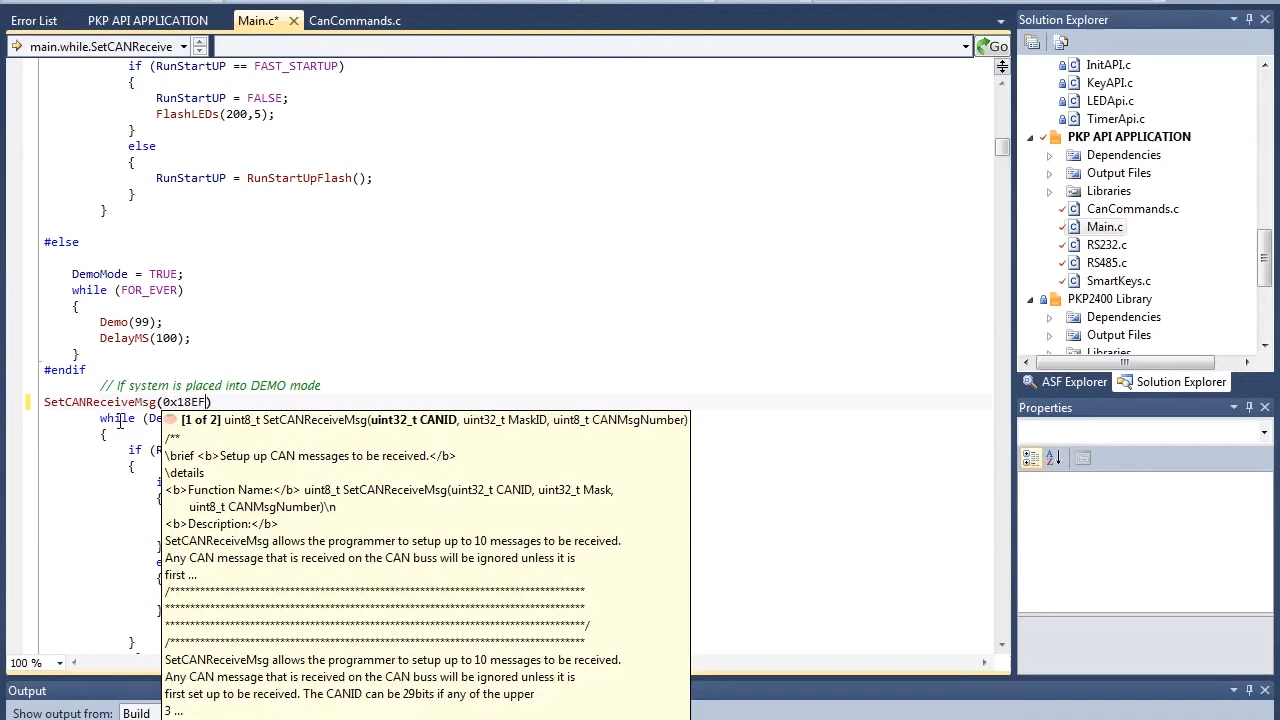 Error List
PKP API APPLICATION
Main.c*
CanCommands.c
main.while.SetCANReceive
Go
if (RunStartUP == FAST_STARTUP)
{
RunStartUP = FALSE;
FlashLEDs(200,5);
}
else
{
RunStartUP = RunStartUpFlash();
}
}
#else
DemoMode = TRUE;
while (FOR_EVER)
{
Demo(99);
DelayMS(100);
}
#endif
// If system is placed into DEMO mode
SetCANReceiveMsg(0x18EF)
while (De
{
if (R
{
{
}
e
{
}
}
[1 of 2] uint8_t SetCANReceiveMsg(uint32_t CANID, uint32_t MaskID, uint8_t CANMsgNumber)
/**
\brief <b>Setup up CAN messages to be received.</b>
\details
<b>Function Name:</b> uint8_t SetCANReceiveMsg(uint32_t CANID, uint32_t Mask,
uint8_t CANMsgNumber)\n
<b>Description:</b>
SetCANReceiveMsg allows the programmer to setup up to 10 messages to be received.
Any CAN message that is received on the CAN buss will be ignored unless it is
first ...
SetCANReceiveMsg allows the programmer to setup up to 10 messages to be received.
Any CAN message that is received on the CAN buss will be ignored unless it is
first set up to be received. The CANID can be 29bits if any of the upper
3 ...
100 %
Output
Show output from: Build
Solution Explorer
InitAPI.c
KeyAPI.c
LEDApi.c
TimerApi.c
PKP API APPLICATION
Dependencies
Output Files
Libraries
CanCommands.c
Main.c
RS232.c
RS485.c
SmartKeys.c
PKP2400 Library
Dependencies
Output Files
Libraries
ASF Explorer
Solution Explorer
Properties